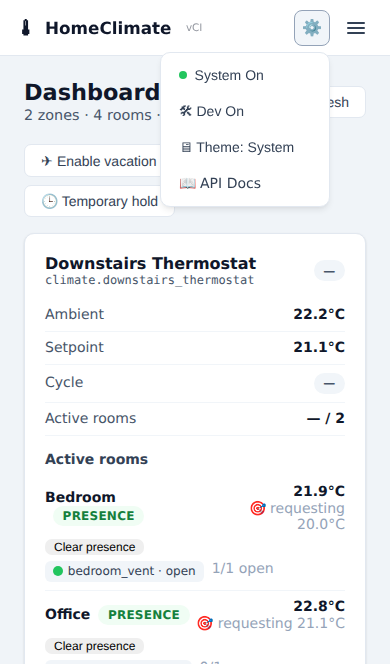 HomeClimate vCI
System On
Dev On
Theme: System
API Docs
Dashboard
2 zones · 4 rooms ·
esh
Enable vacation
Temporary hold
Downstairs Thermostat —
climate.downstairs_thermostat
Ambient 22.2°C
Setpoint 21.1°C
Cycle —
Active rooms — / 2
Active rooms
Bedroom 21.9°C
PRESENCE requesting
20.0°C
Clear presence
bedroom_vent · open 1/1 open
Office PRESENCE 22.8°C
requesting 21.1°C
Clear presence